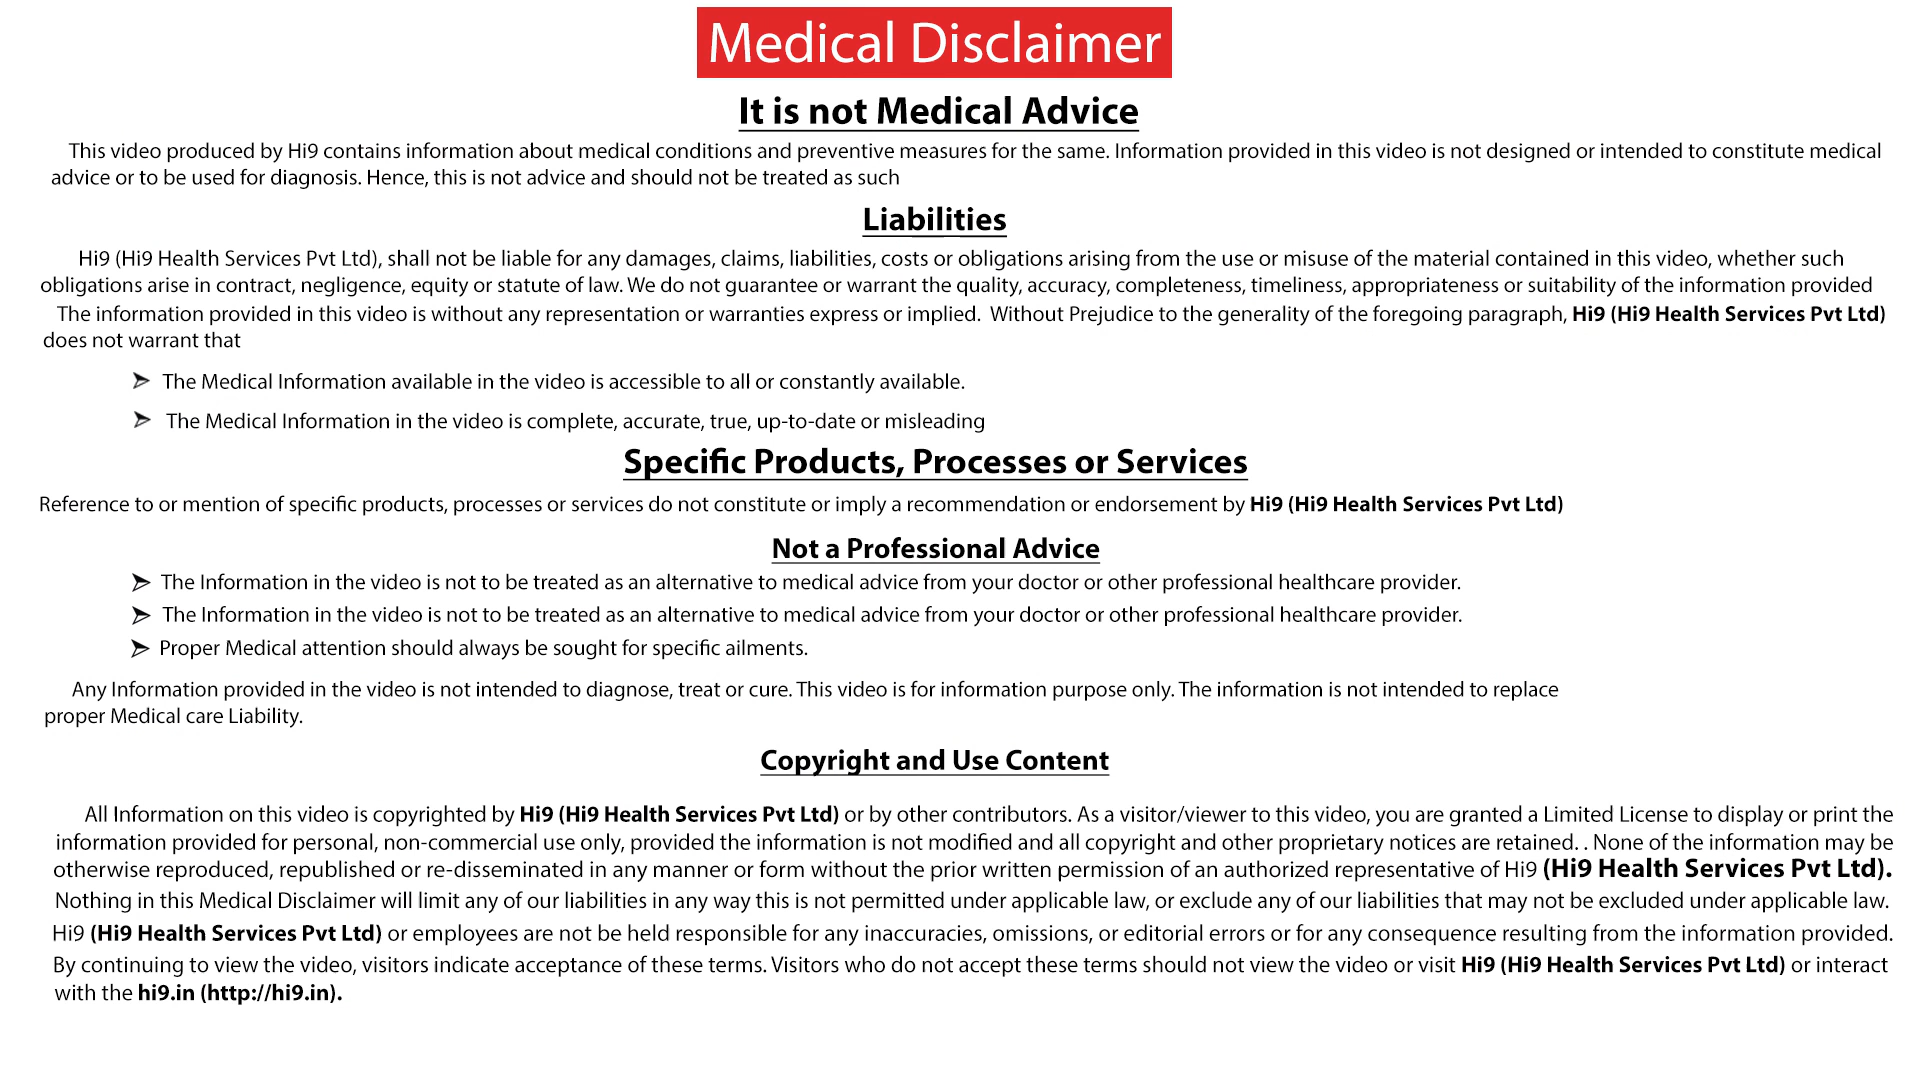 Medical Disclaimer
It is not Medical Advice
This video produced by Hi9 contains information about medical conditions and preventive measures for the same. Information provided in this video is not designed or intended to constitute medical
advice or to be used for diagnosis. Hence, this is not advice and should not be treated as such
Liabilities
Hi9 (Hi9 Health Services Pvt Ltd), shall not be liable for any damages, claims, liabilities, costs or obligations arising from the use or misuse of the material contained in this video, whether such
obligations arise in contract, negligence, equity or statute of law. We do not guarantee or warrant the quality, accuracy, completeness, timeliness, appropriateness or suitability of the information provided
The information provided in this video is without any representation or warranties express or implied. Without Prejudice to the generality of the foregoing paragraph, Hi9 (Hi9 Health Services Pvt Ltd)
does not warrant that
➢ The Medical Information available in the video is accessible to all or constantly available.
➢ The Medical Information in the video is complete, accurate, true, up-to-date or misleading
Specific Products, Processes or Services
Reference to or mention of specific products, processes or services do not constitute or imply a recommendation or endorsement by Hi9 (Hi9 Health Services Pvt Ltd)
Not a Professional Advice
➢ The Information in the video is not to be treated as an alternative to medical advice from your doctor or other professional healthcare provider.
➢ The Information in the video is not to be treated as an alternative to medical advice from your doctor or other professional healthcare provider.
➢ Proper Medical attention should always be sought for specific ailments.
Any Information provided in the video is not intended to diagnose, treat or cure. This video is for information purpose only. The information is not intended to replace
proper Medical care Liability.
Copyright and Use Content
All Information on this video is copyrighted by Hi9 (Hi9 Health Services Pvt Ltd) or by other contributors. As a visitor/viewer to this video, you are granted a Limited License to display or print the
information provided for personal, non-commercial use only, provided the information is not modified and all copyright and other proprietary notices are retained. . None of the information may be
otherwise reproduced, republished or re-disseminated in any manner or form without the prior written permission of an authorized representative of Hi9 (Hi9 Health Services Pvt Ltd).
Nothing in this Medical Disclaimer will limit any of our liabilities in any way this is not permitted under applicable law, or exclude any of our liabilities that may not be excluded under applicable law.
Hi9 (Hi9 Health Services Pvt Ltd) or employees are not be held responsible for any inaccuracies, omissions, or editorial errors or for any consequence resulting from the information provided.
By continuing to view the video, visitors indicate acceptance of these terms. Visitors who do not accept these terms should not view the video or visit Hi9 (Hi9 Health Services Pvt Ltd) or interact
with the hi9.in (http://hi9.in).